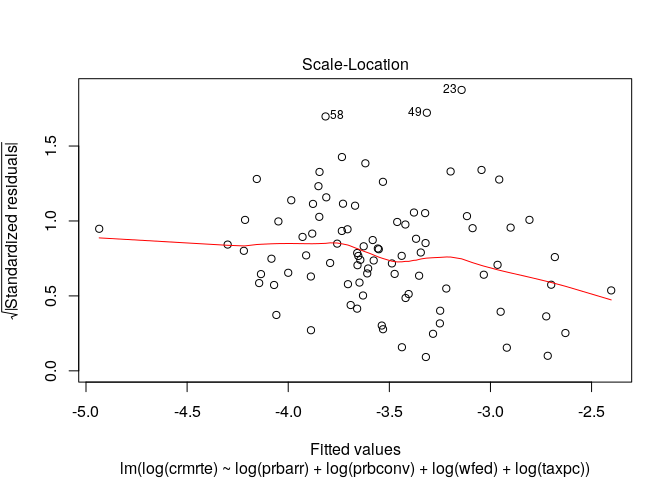 Scale-Location
23
49
58
√|Standardized residuals|
1.5
1.0
0.5
0.0
-5.0 -4.5 -4.0 -3.5 -3.0 -2.5
Fitted values
lm(log(crmrte) ~ log(prbarr) + log(prbconv) + log(wfed) + log(taxpc))